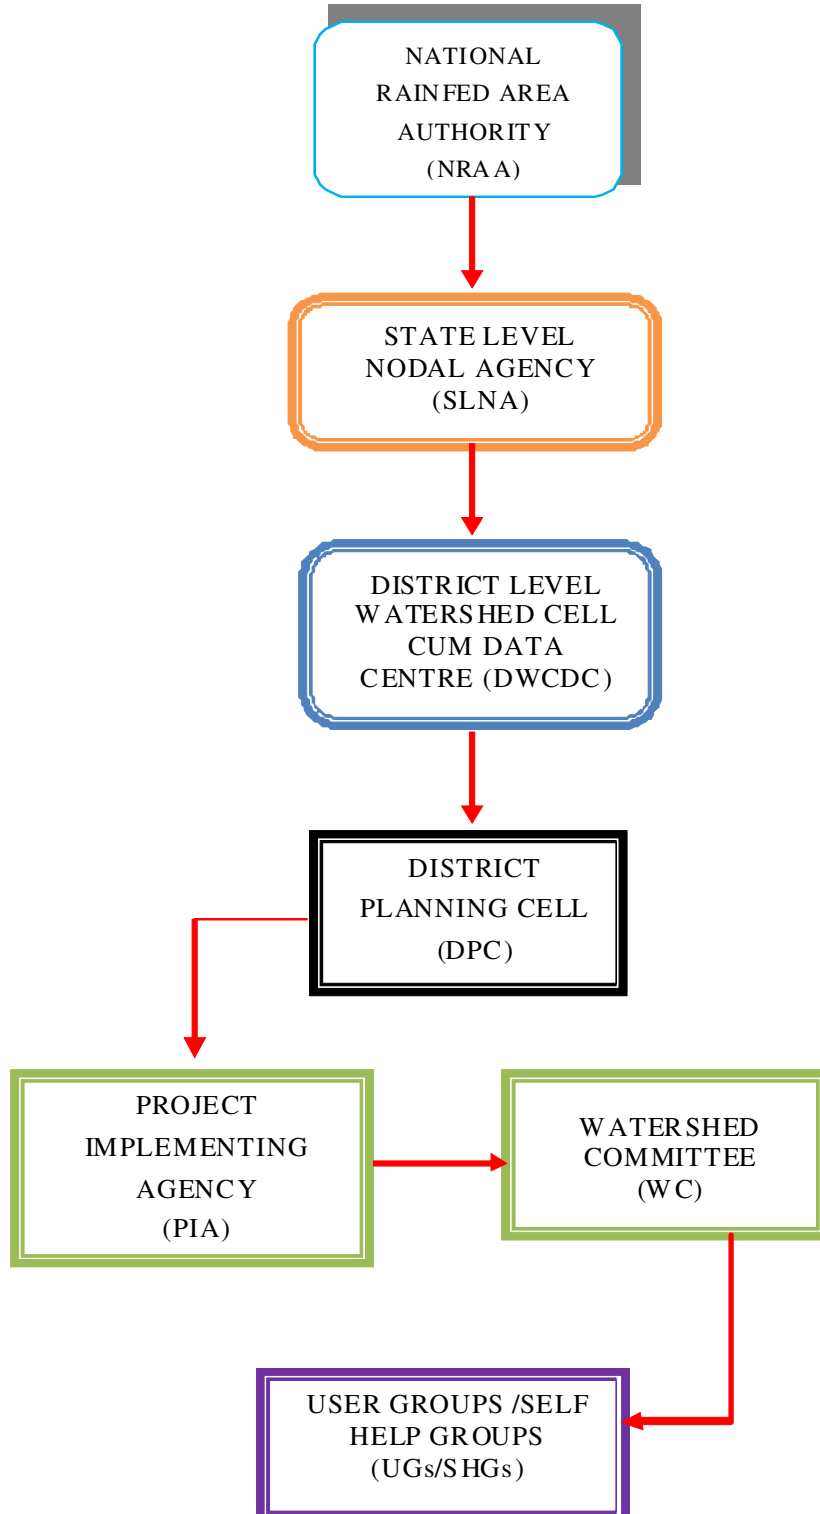 NATIONAL
RAINFED AREA
AUTHORITY
(NRAA)
STATE LEVEL
NODAL AGENCY
(SLNA)
DISTRICT LEVEL
WATERSHED CELL
CUM DATA
CENTRE (DWCDC)
DISTRICT
PLANNING CELL
(DPC)
PROJECT
IMPLEMENTING
AGENCY
(PIA)
WATERSHED
COMMITTEE
(WC)
USER GROUPS /SELF
HELP GROUPS
(UGs/SHGs)